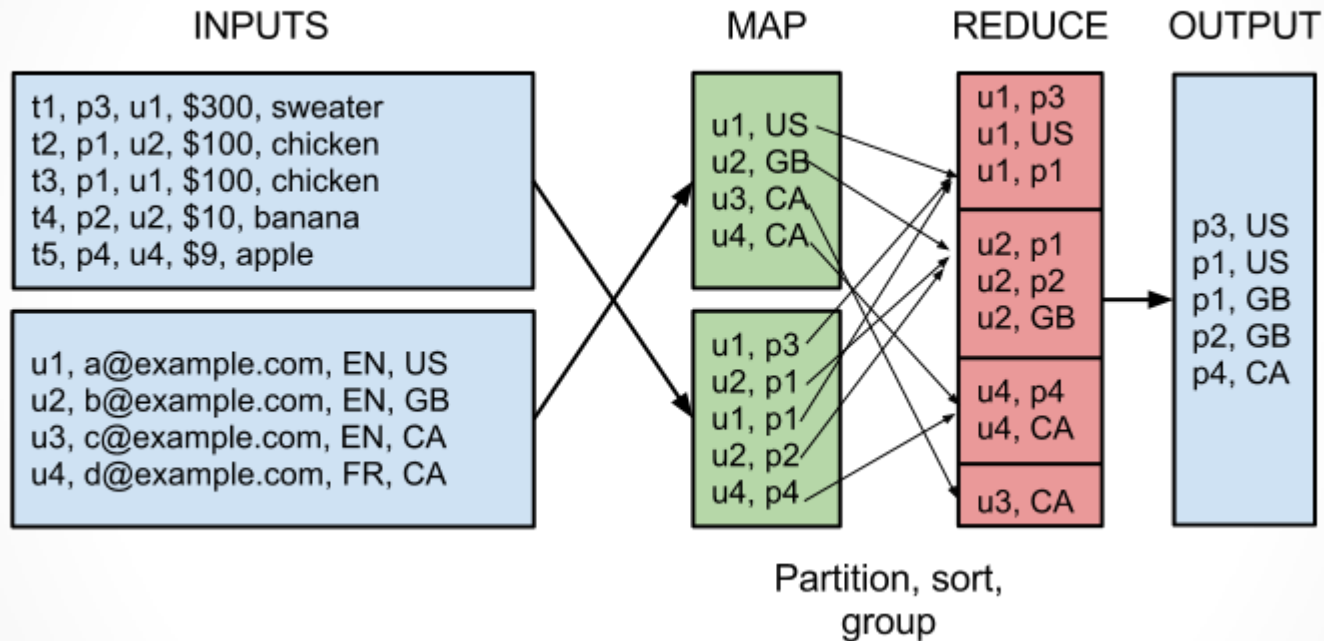 INPUTS
MAP
REDUCE
OUTPUT
t1, p3, u1, $300, sweater
t2, p1, u2, $100, chicken
t3, p1, u1, $100, chicken
t4, p2, u2, $10, banana
t5, p4, u4, $9, apple
u1, a@example.com, EN, US
u2, b@example.com, EN, GB
u3, c@example.com, EN, CA
u4, d@example.com, FR, CA
u1, US
u2, GB
u3, CA
u4, CA
u1, p3
u2, p1
u1, p1
u2, p2
u4, p4
u1, p3
u1, US
u1, p1
u2, p1
u2, p2
u2, GB
u4, p4
u4, CA
u3, CA
p3, US
p1, US
p1, GB
p2, GB
p4, CA
Partition, sort,
group